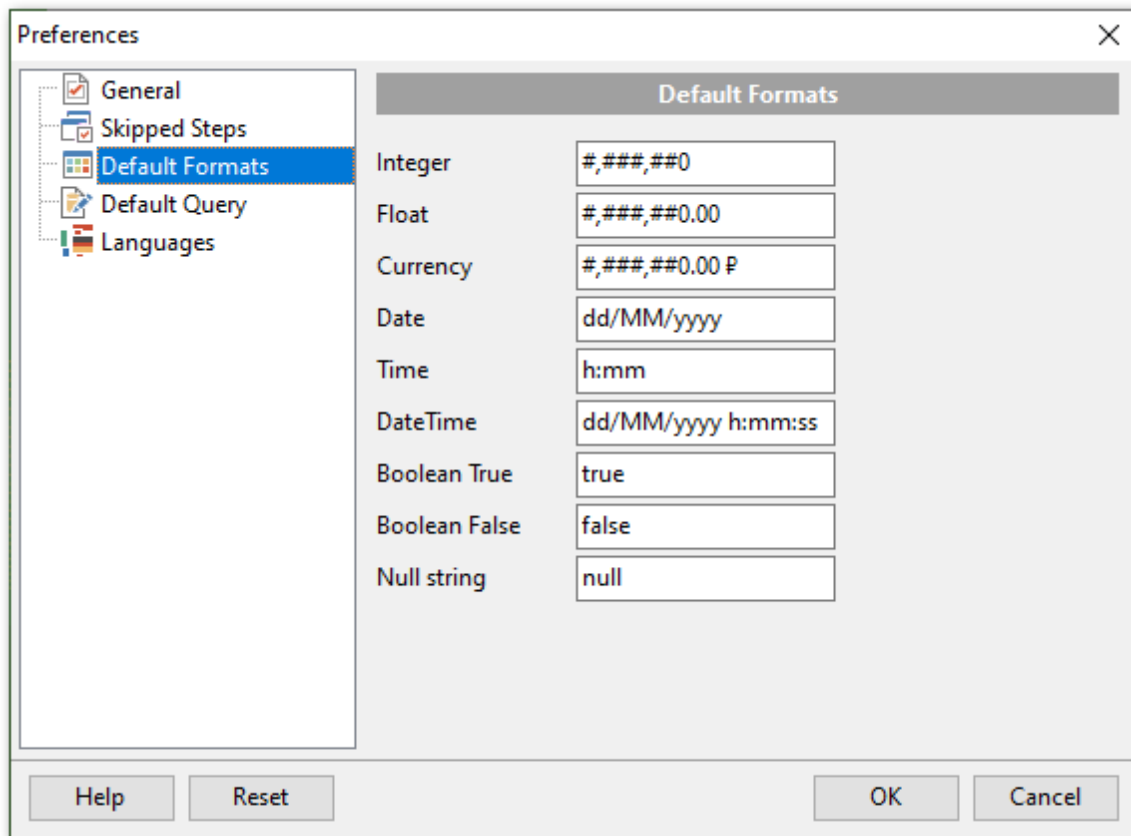 Preferences
General
Skipped Steps
Default Formats
Default Query
Languages
Default Formats
Integer #,###,##0
Float #,###,##0.00
Currency #,###,##0.00 ₽
Date dd/MM/yyyy
Time h:mm
DateTime dd/MM/yyyy h:mm:ss
Boolean True true
Boolean False false
Null string null
Help Reset OK Cancel